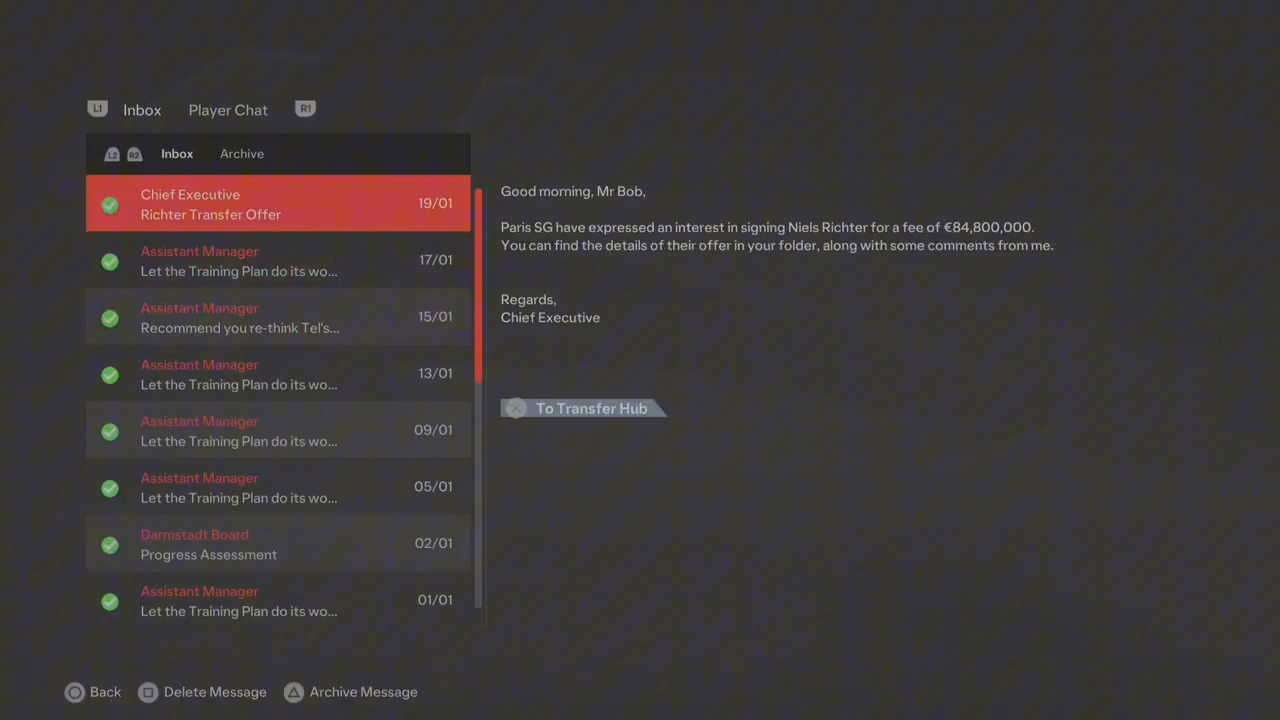 L1 Inbox Player Chat R1
L2 R2 Inbox Archive
Chief Executive
Richter Transfer Offer
19/01
Assistant Manager
Let the Training Plan do its wo...
17/01
Assistant Manager
Recommend you re-think Tel's...
15/01
Assistant Manager
Let the Training Plan do its wo...
13/01
Assistant Manager
Let the Training Plan do its wo...
09/01
Assistant Manager
Let the Training Plan do its wo...
05/01
Darmstadt Board
Progress Assessment
02/01
Assistant Manager
Let the Training Plan do its wo...
01/01
Good morning, Mr Bob,
Paris SG have expressed an interest in signing Niels Richter for a fee of €84,800,000.
You can find the details of their offer in your folder, along with some comments from me.
Regards,
Chief Executive
To Transfer Hub
Back Delete Message Archive Message